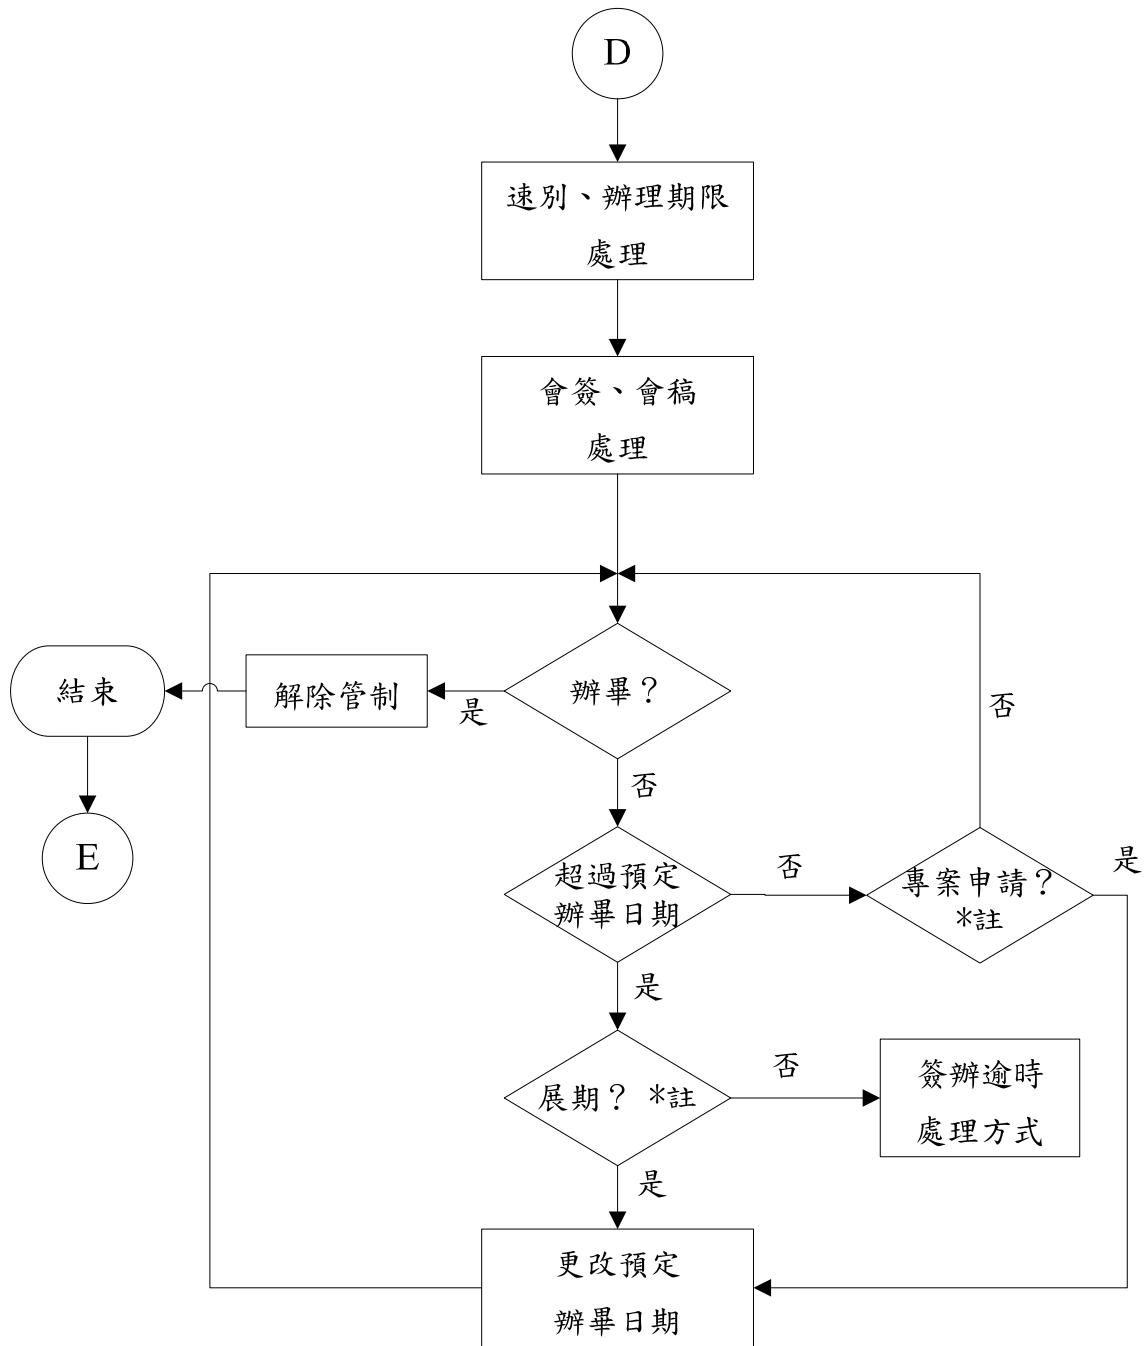 D
速別、辦理期限
處理
會簽、會稿
處理
結束
解除管制
是
辦畢？
否
否
E
超過預定
辦畢日期
否
專案申請？
*註
是
是
展期？ *註
否
簽辦逾時
處理方式
是
更改預定
辦畢日期